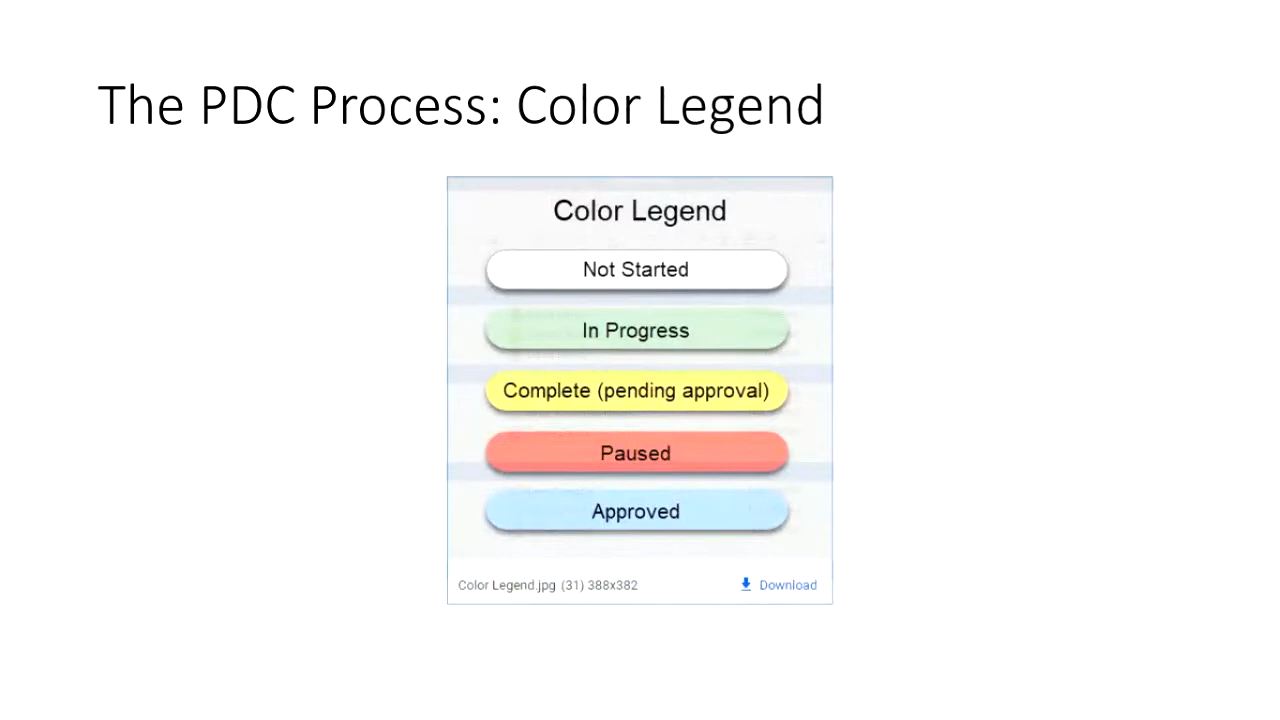 The PDC Process: Color Legend
Color Legend
Not Started
In Progress
Complete (pending approval)
Paused
Approved
Color Legend.jpg (31) 388x382 Download